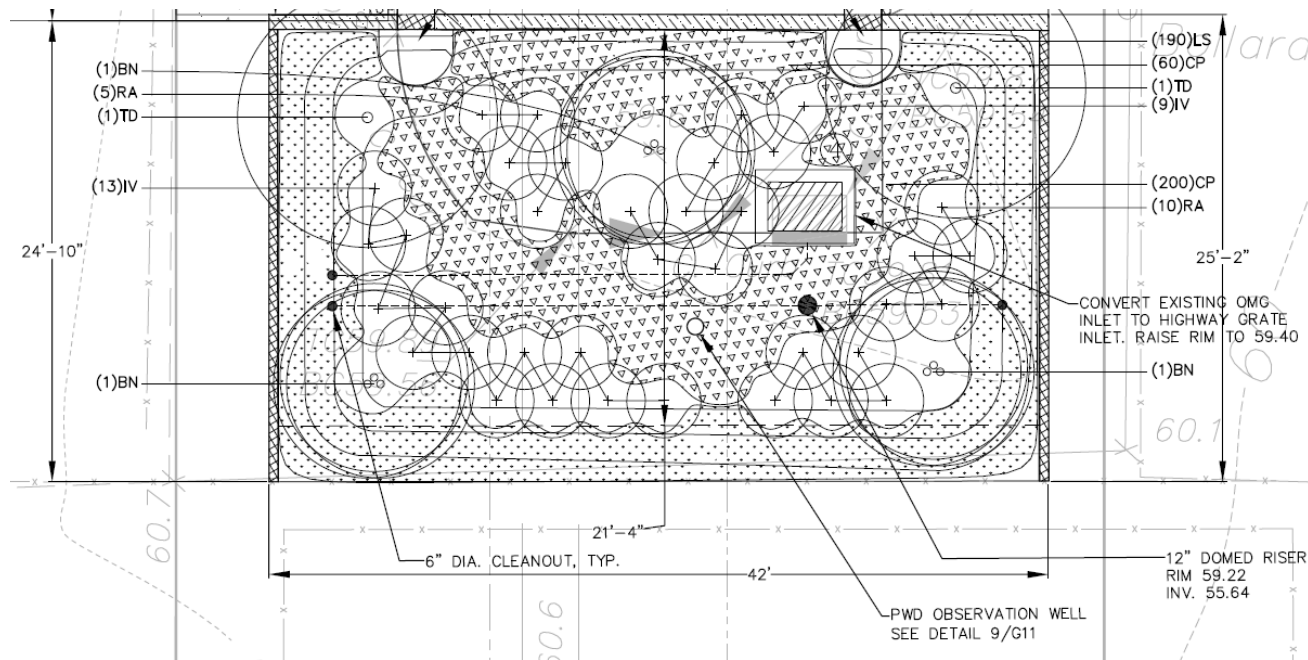 (190)LS
(60)CP
(1)TD
(9)IV
(200)CP
(10)RA
(1)BN
(1)BN
(5)RA
(1)TD
(13)IV
(1)BN
24'-10"
25'-2"
21'-4"
42'
CONVERT EXISTING OMG
INLET TO HIGHWAY GRATE
INLET. RAISE RIM TO 59.40
6" DIA. CLEANOUT, TYP.
12" DOMED RISER
RIM 59.22
INV. 55.64
PWD OBSERVATION WELL
SEE DETAIL 9/G11
60.7
60.6
60.1